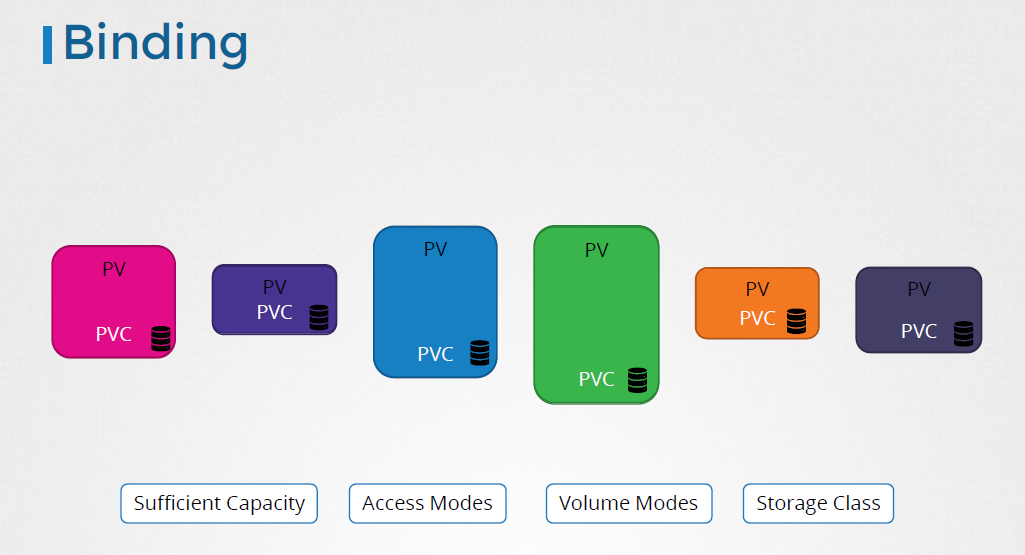 Binding
PV
PVC
PV
PVC
PV
PVC
PV
PVC
PV
PVC
PV
PVC
Sufficient Capacity
Access Modes
Volume Modes
Storage Class